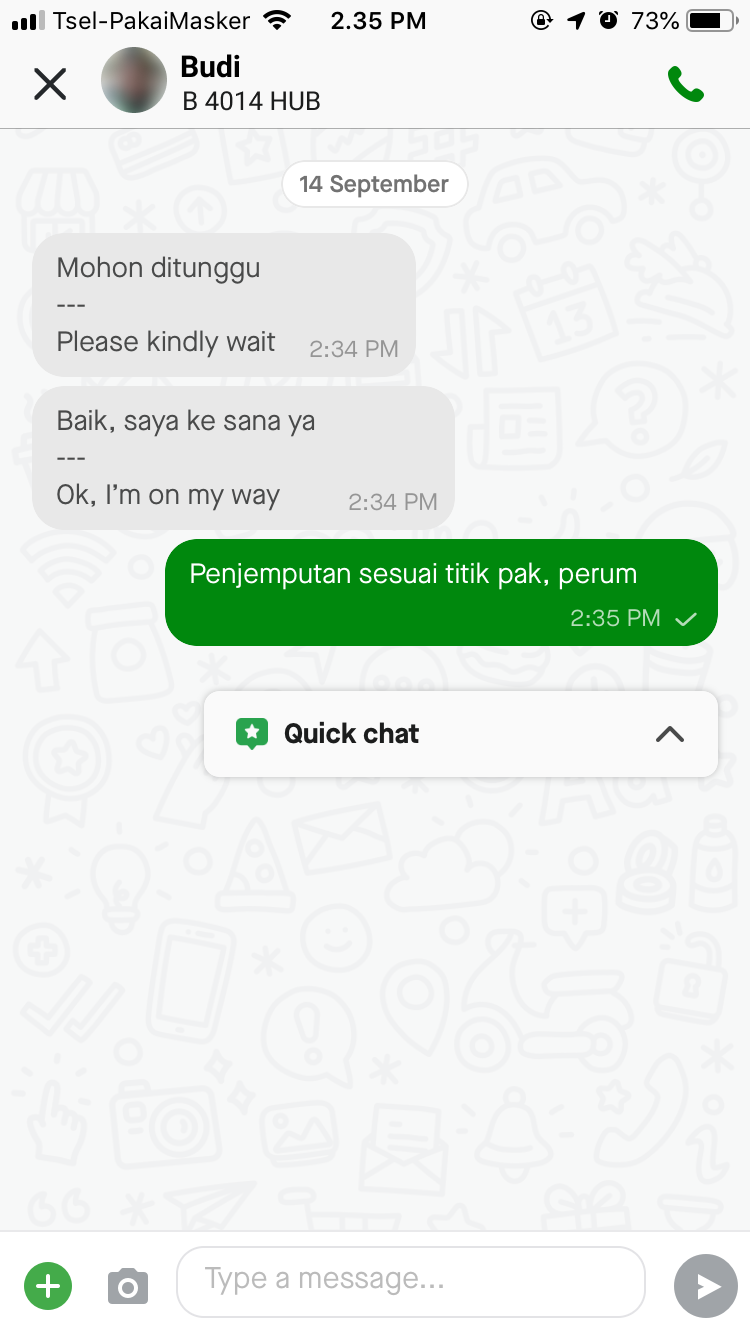 Tsel-PakaiMasker 2.35 PM 73%
Budi
B 4014 HUB
14 September
Mohon ditunggu
---
Please kindly wait 2:34 PM
Baik, saya ke sana ya
---
Ok, I’m on my way 2:34 PM
Penjemputan sesuai titik pak, perum
2:35 PM
Quick chat
13
Type a message...